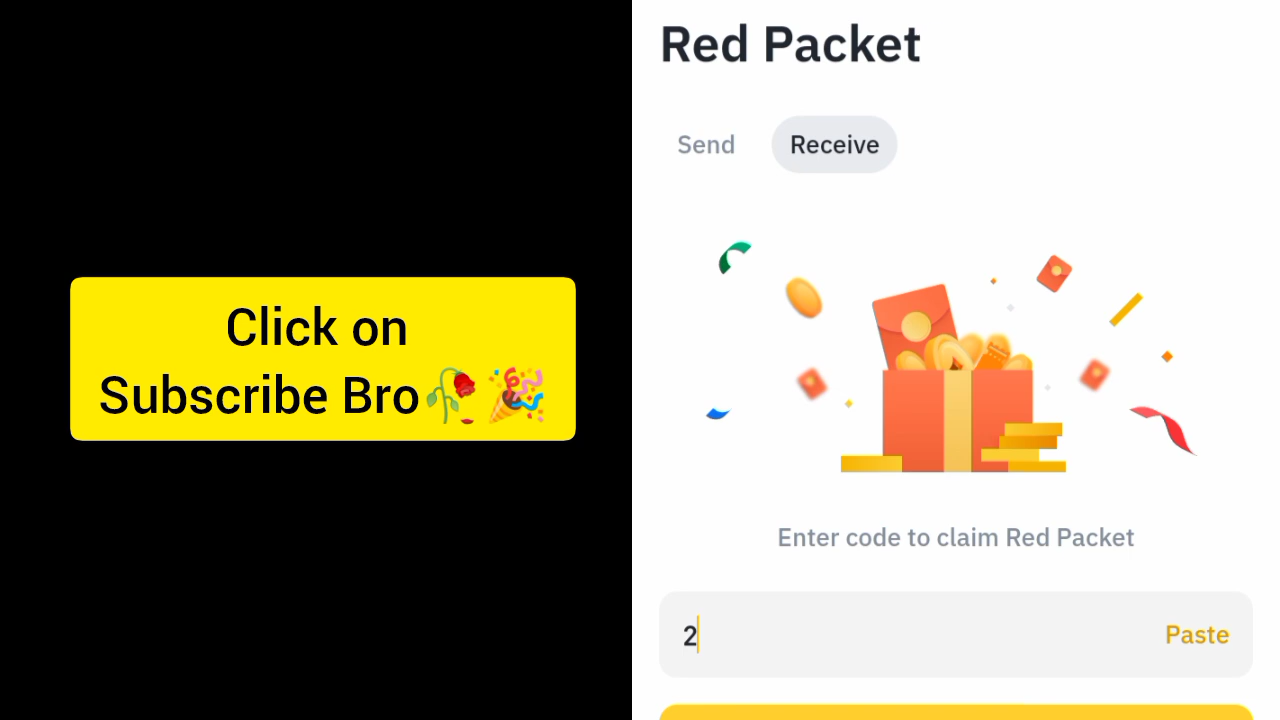 Click on
Subscribe Bro🥀🎉
Red Packet
Send
Receive
Enter code to claim Red Packet
2
Paste